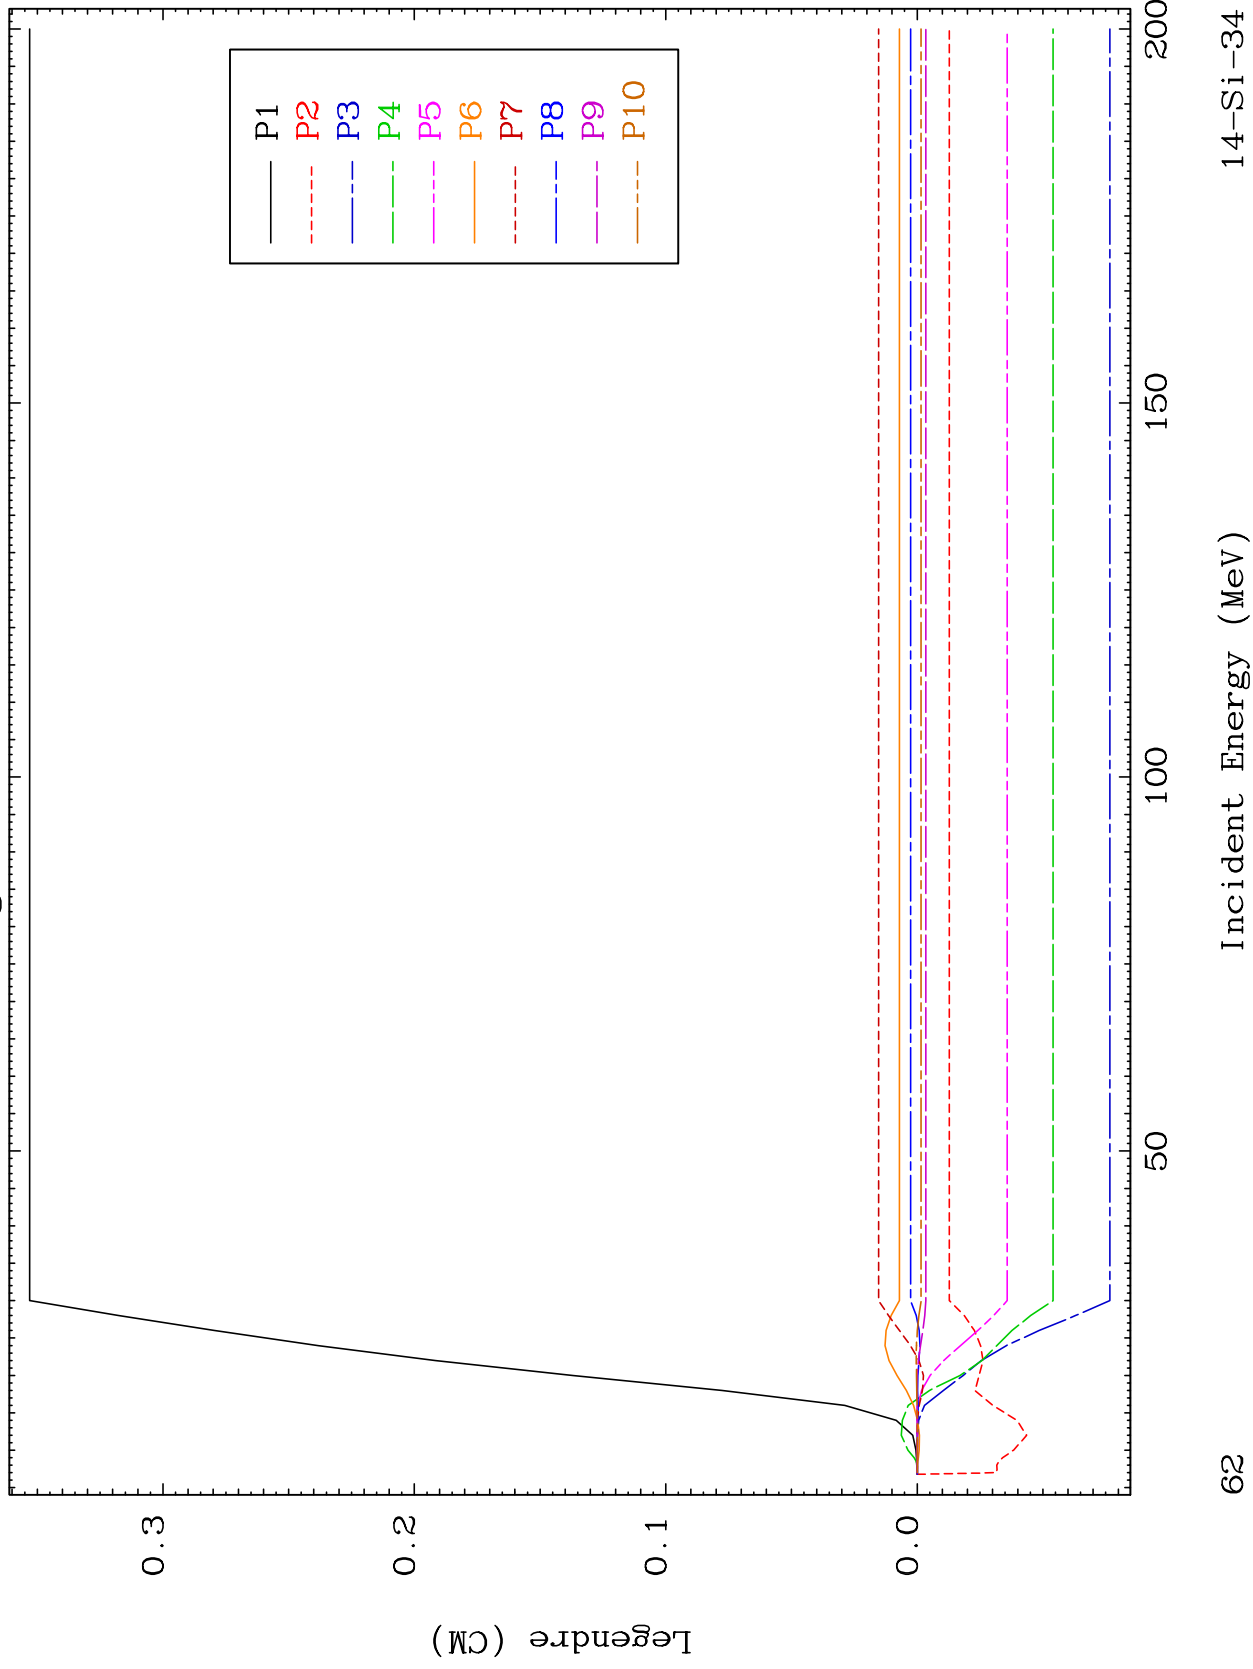 P1
P2
P3
P4
P5
P6
P7
P8
P9
P10
0.3
0.2
0.1
0.0
50
100
150
200
Legendre (CM)
Incident Energy (MeV)
62
14-Si-34